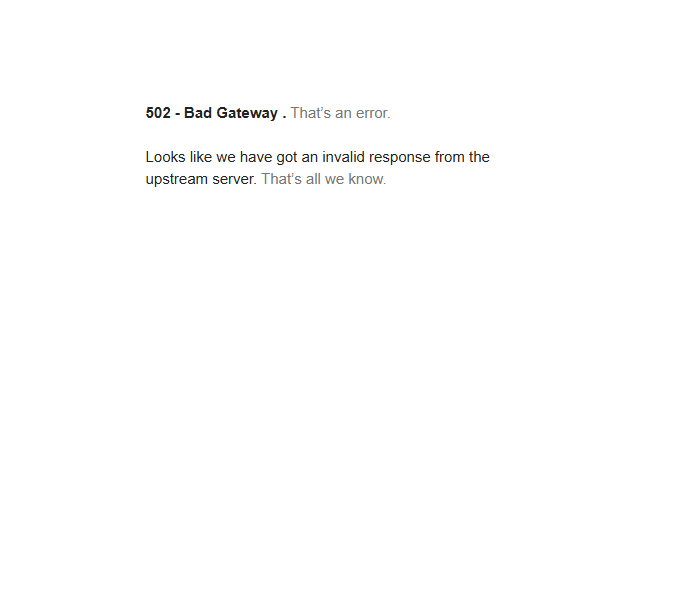 502 - Bad Gateway . That’s an error.
Looks like we have got an invalid response from the
upstream server. That’s all we know.